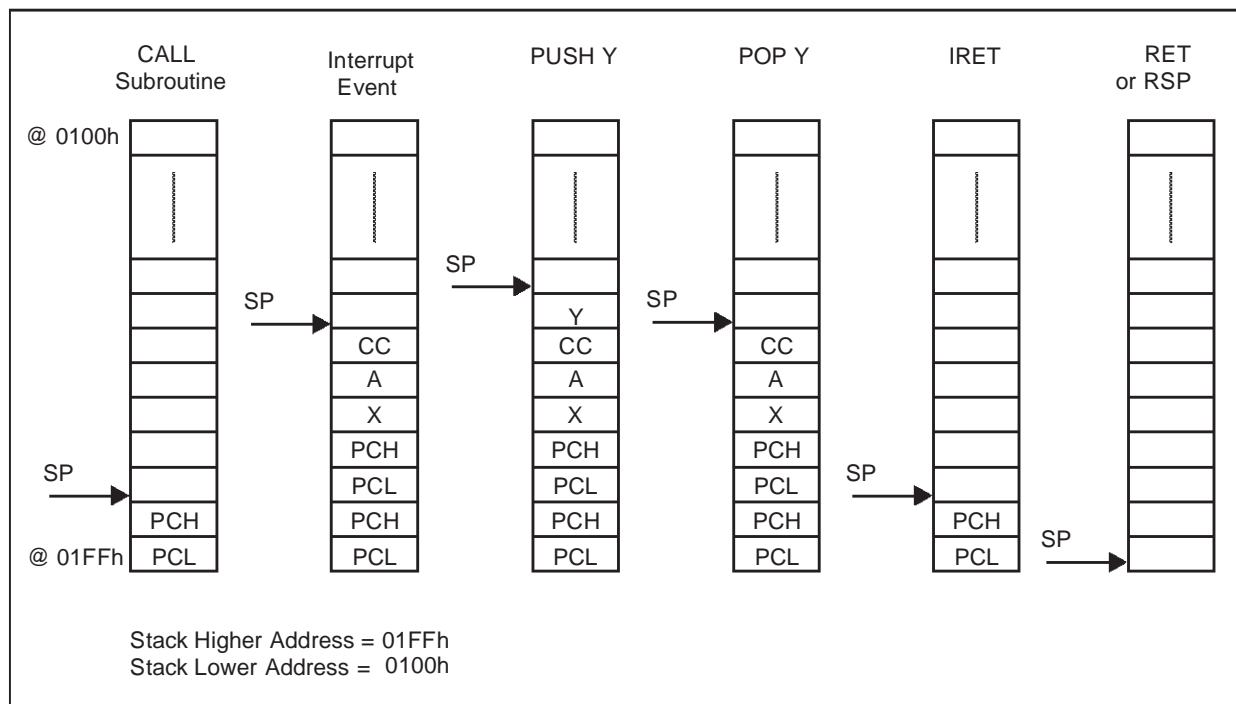 CALL
Subroutine
Interrupt
Event
PUSH Y
POP Y
IRET
RET
or RSP
@ 0100h
SP
SP
SP
Y
CC
CC
CC
A
A
A
X
X
X
PCH
PCH
PCH
SP
PCL
PCL
PCL
SP
PCH
PCH
PCH
PCH
PCH
@ 01FFh
PCL
PCL
PCL
PCL
PCL
SP
Stack Higher Address = 01FFh
Stack Lower Address = 0100h